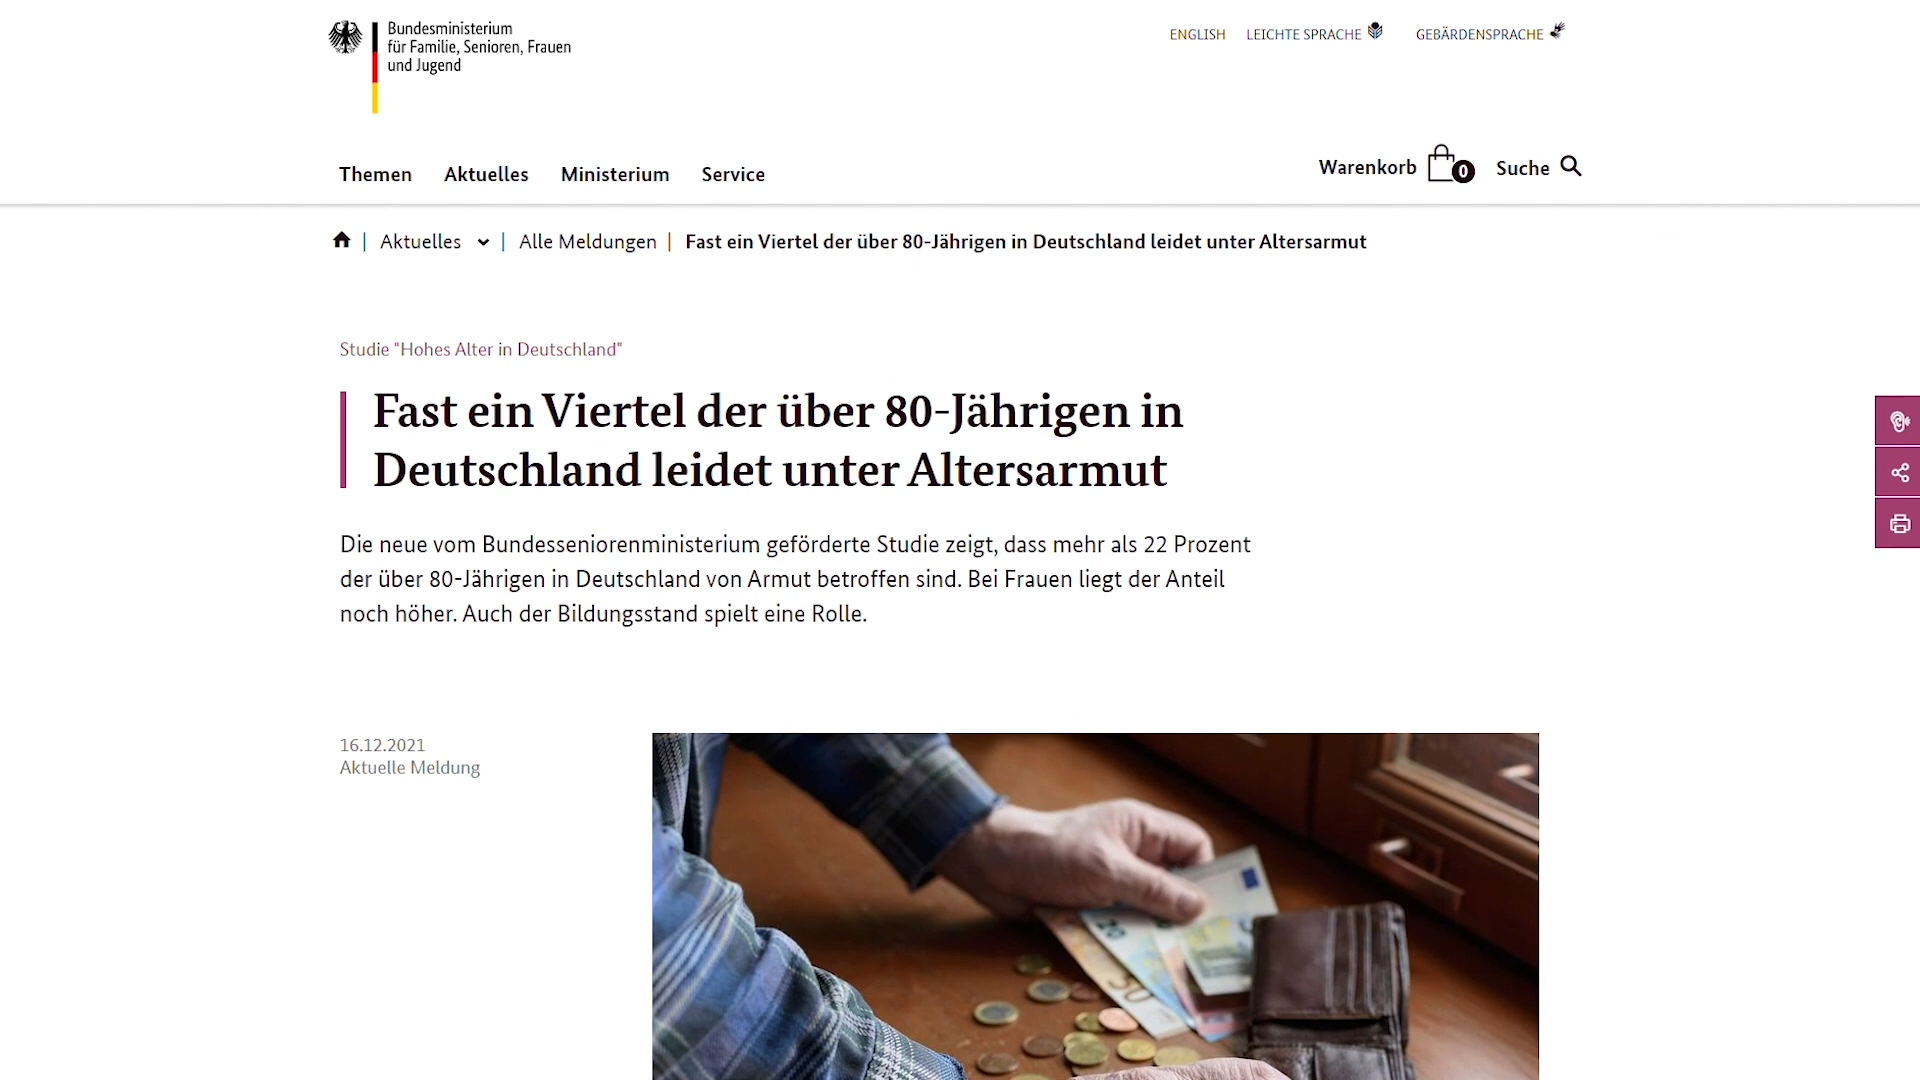 Bundesministerium
für Familie, Senioren, Frauen
und Jugend
ENGLISH LEICHTE SPRACHE GEBÄRDENSPRACHE
Themen Aktuelles Ministerium Service
Warenkorb 0 Suche
Aktuelles | Alle Meldungen | Fast ein Viertel der über 80-Jährigen in Deutschland leidet unter Altersarmut
Studie "Hohes Alter in Deutschland"
Fast ein Viertel der über 80-Jährigen in
Deutschland leidet unter Altersarmut
Die neue vom Bundesseniorenministerium geförderte Studie zeigt, dass mehr als 22 Prozent
der über 80-Jährigen in Deutschland von Armut betroffen sind. Bei Frauen liegt der Anteil
noch höher. Auch der Bildungsstand spielt eine Rolle.
16.12.2021
Aktuelle Meldung
20
50